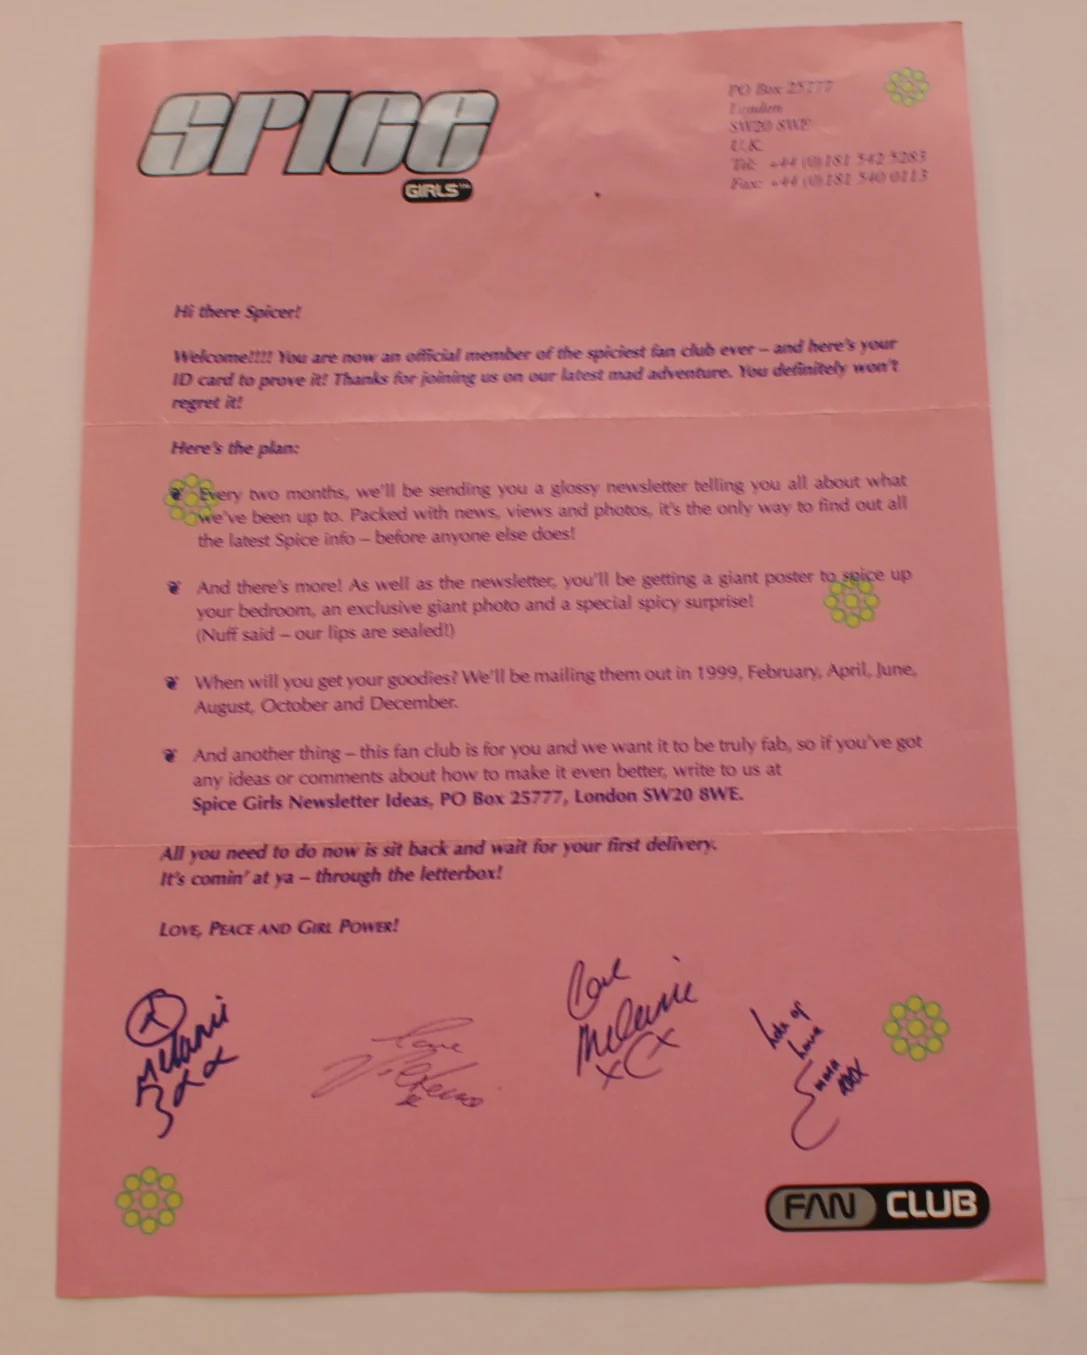 SPICE
GIRLS™
PO Box 25777
London
SW20 8WE
U.K.
Tel: +44 (0)181 542 5283
Fax: +44 (0)181 540 0113
Hi there Spicer!
Welcome!!!! You are now an official member of the spiciest fan club ever – and here's your
ID card to prove it! Thanks for joining us on our latest mad adventure. You definitely won't
regret it!
Here's the plan:
Every two months, we'll be sending you a glossy newsletter telling you all about what
we've been up to. Packed with news, views and photos, it's the only way to find out all
the latest Spice info – before anyone else does!
And there's more! As well as the newsletter, you'll be getting a giant poster to spice up
your bedroom, an exclusive giant photo and a special spicy surprise!
(Nuff said – our lips are sealed!)
When will you get your goodies? We'll be mailing them out in 1999, February, April, June,
August, October and December.
And another thing – this fan club is for you and we want it to be truly fab, so if you've got
any ideas or comments about how to make it even better, write to us at
Spice Girls Newsletter Ideas, PO Box 25777, London SW20 8WE.
All you need to do now is sit back and wait for your first delivery.
It's comin' at ya – through the letterbox!
LOVE, PEACE AND GIRL POWER!
Melanie
Love
Victoria
x
Love
Melanie
C
xx
Lots of
Love
Emma
xxx
FAN CLUB